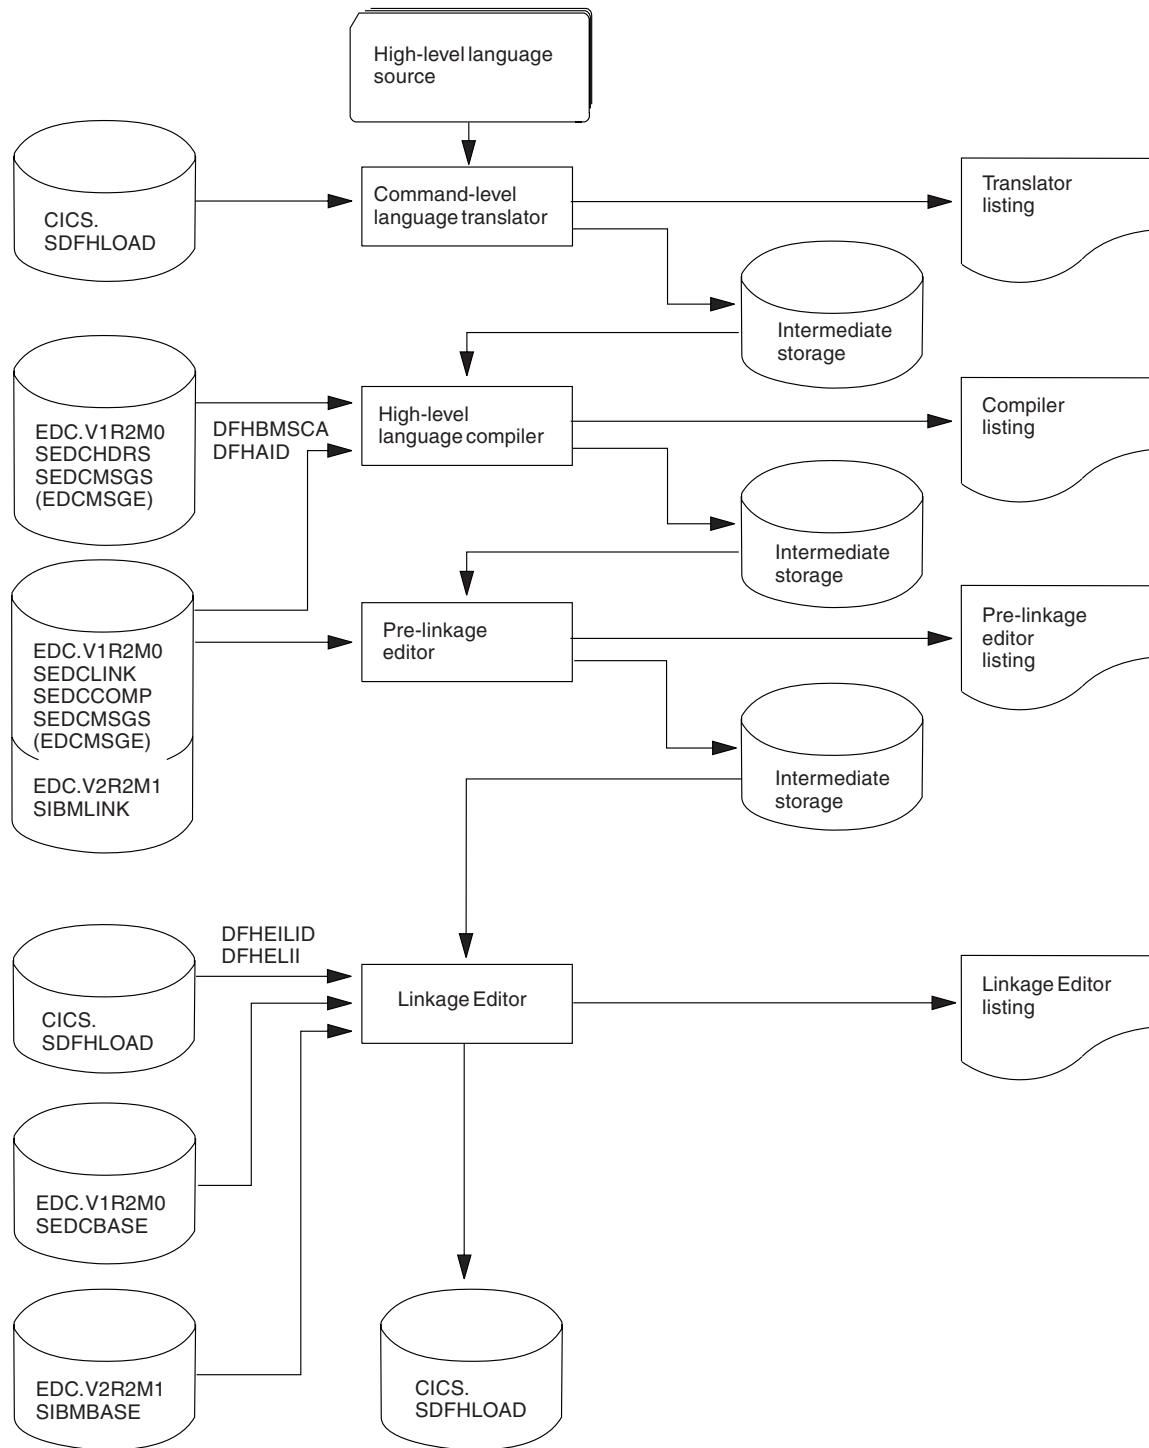 High-level language
source
Command-level
language translator
Translator
listing
CICS.
SDFHLOAD
Intermediate
storage
EDC.V1R2M0
SEDCHDRS
SEDCMSGS
(EDCMSGE)
DFHBMSCA
DFHAID
High-level
language compiler
Compiler
listing
Intermediate
storage
EDC.V1R2M0
SEDCLINK
SEDCCOMP
SEDCMSGS
(EDCMSGE)
EDC.V2R2M1
SIBMLINK
Pre-linkage
editor
Pre-linkage
editor
listing
Intermediate
storage
DFHEILID
DFHELII
CICS.
SDFHLOAD
Linkage Editor
Linkage Editor
listing
EDC.V1R2M0
SEDCBASE
EDC.V2R2M1
SIBMBASE
CICS.
SDFHLOAD